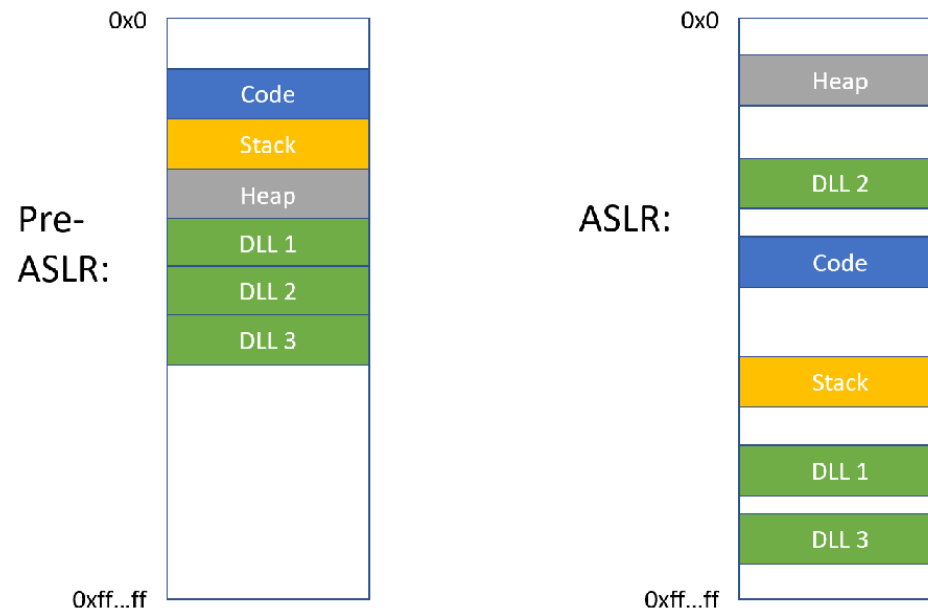 0x0
Code
Stack
Heap
Pre-
ASLR:
DLL 1
DLL 2
DLL 3
0xff...ff
0x0
Heap
DLL 2
ASLR:
Code
Stack
DLL 1
DLL 3
0xff...ff